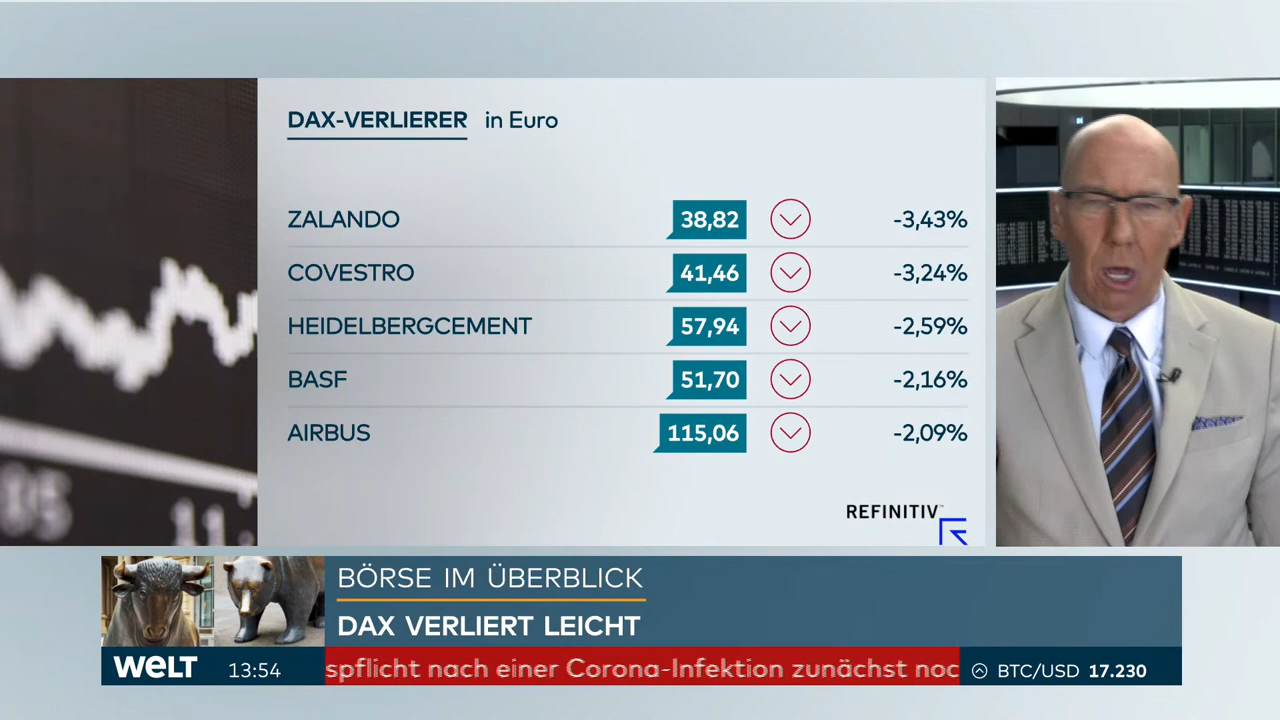 DAX-VERLIERER in Euro
ZALANDO 38,82 -3,43%
COVESTRO 41,46 -3,24%
HEIDELBERGCEMENT 57,94 -2,59%
BASF 51,70 -2,16%
AIRBUS 115,06 -2,09%
REFINITIV™
BÖRSE IM ÜBERBLICK
DAX VERLIERT LEICHT
welt 13:54 spflicht nach einer Corona-Infektion zunächst noc BTC/USD 17.230